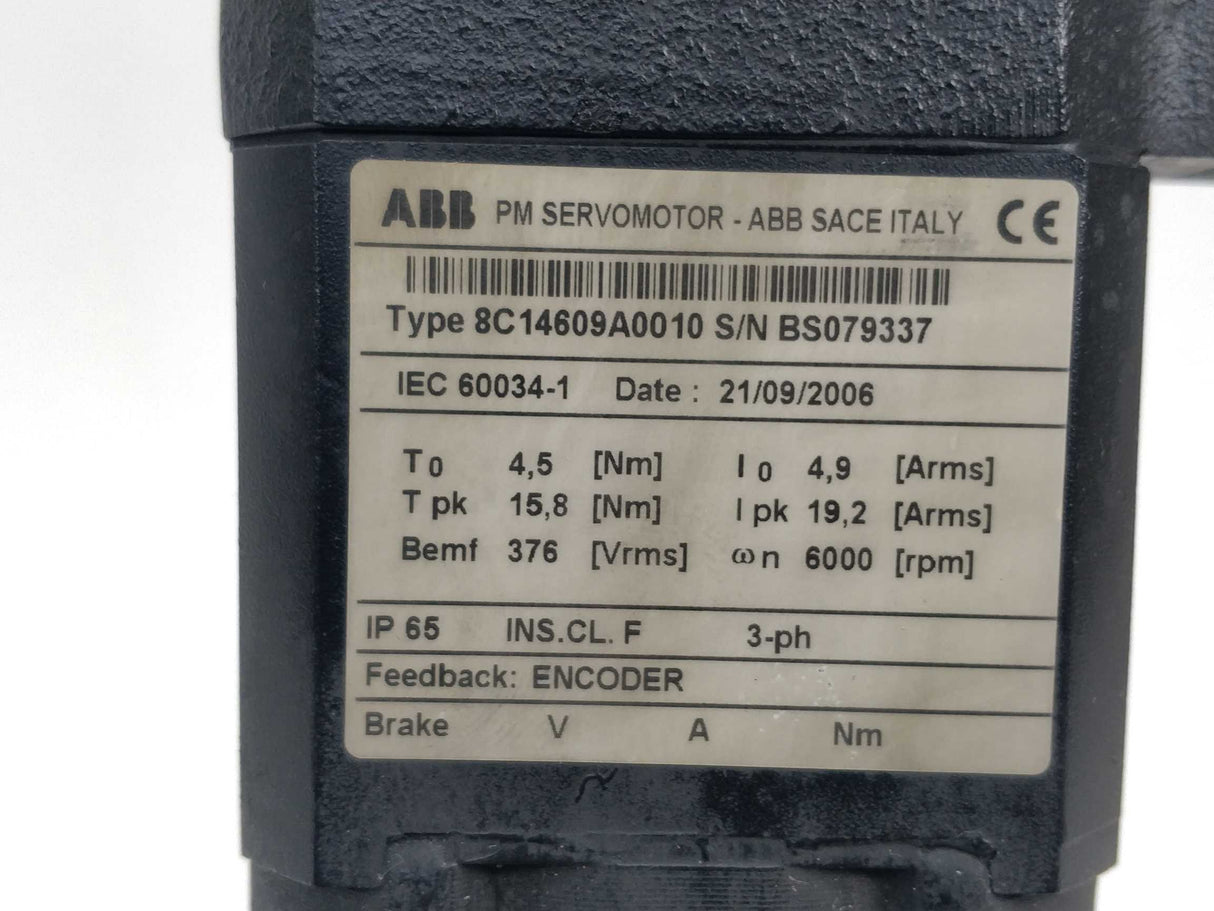 ABB PM SERVOMOTOR - ABB SACE ITALY CE
Type 8C14609A0010 S/N BS079337
IEC 60034-1 Date : 21/09/2006
T0 4,5 [Nm] I0 4,9 [Arms]
T pk 15,8 [Nm] I pk 19,2 [Arms]
Bemf 376 [Vrms] ωn 6000 [rpm]
IP 65 INS.CL. F 3-ph
Feedback: ENCODER
Brake V A Nm